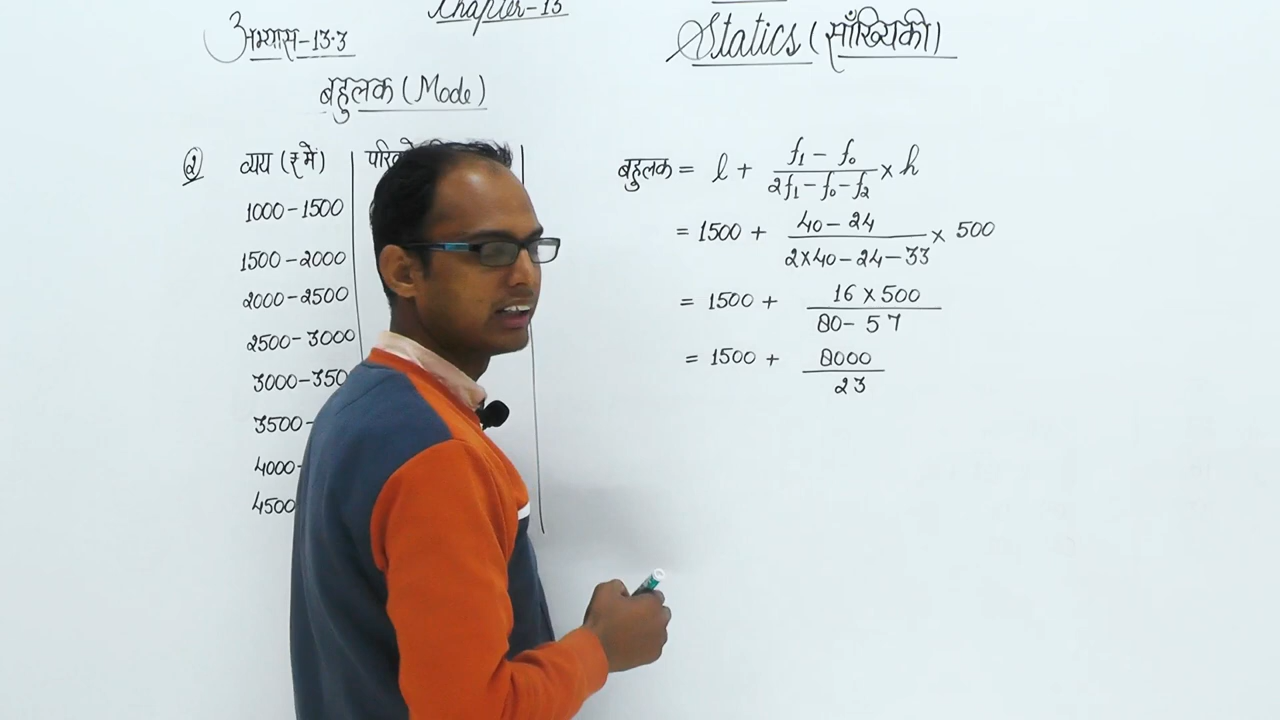 Chapter-13
अभ्यास-13.3
Statics (साँख्यिकी)
बहुलक (Mode)
2 व्यय (₹ में)
1000-1500
1500-2000
2000-2500
2500-3000
3000-350
3500-
4000-
4500
बहुलक = l + f₁ - f₀ / 2f₁ - f₀ - f₂ × h
= 1500 + 40 - 24 / 2×40 - 24 - 33 × 500
= 1500 + 16 × 500 / 80 - 57
= 1500 + 8000 / 23